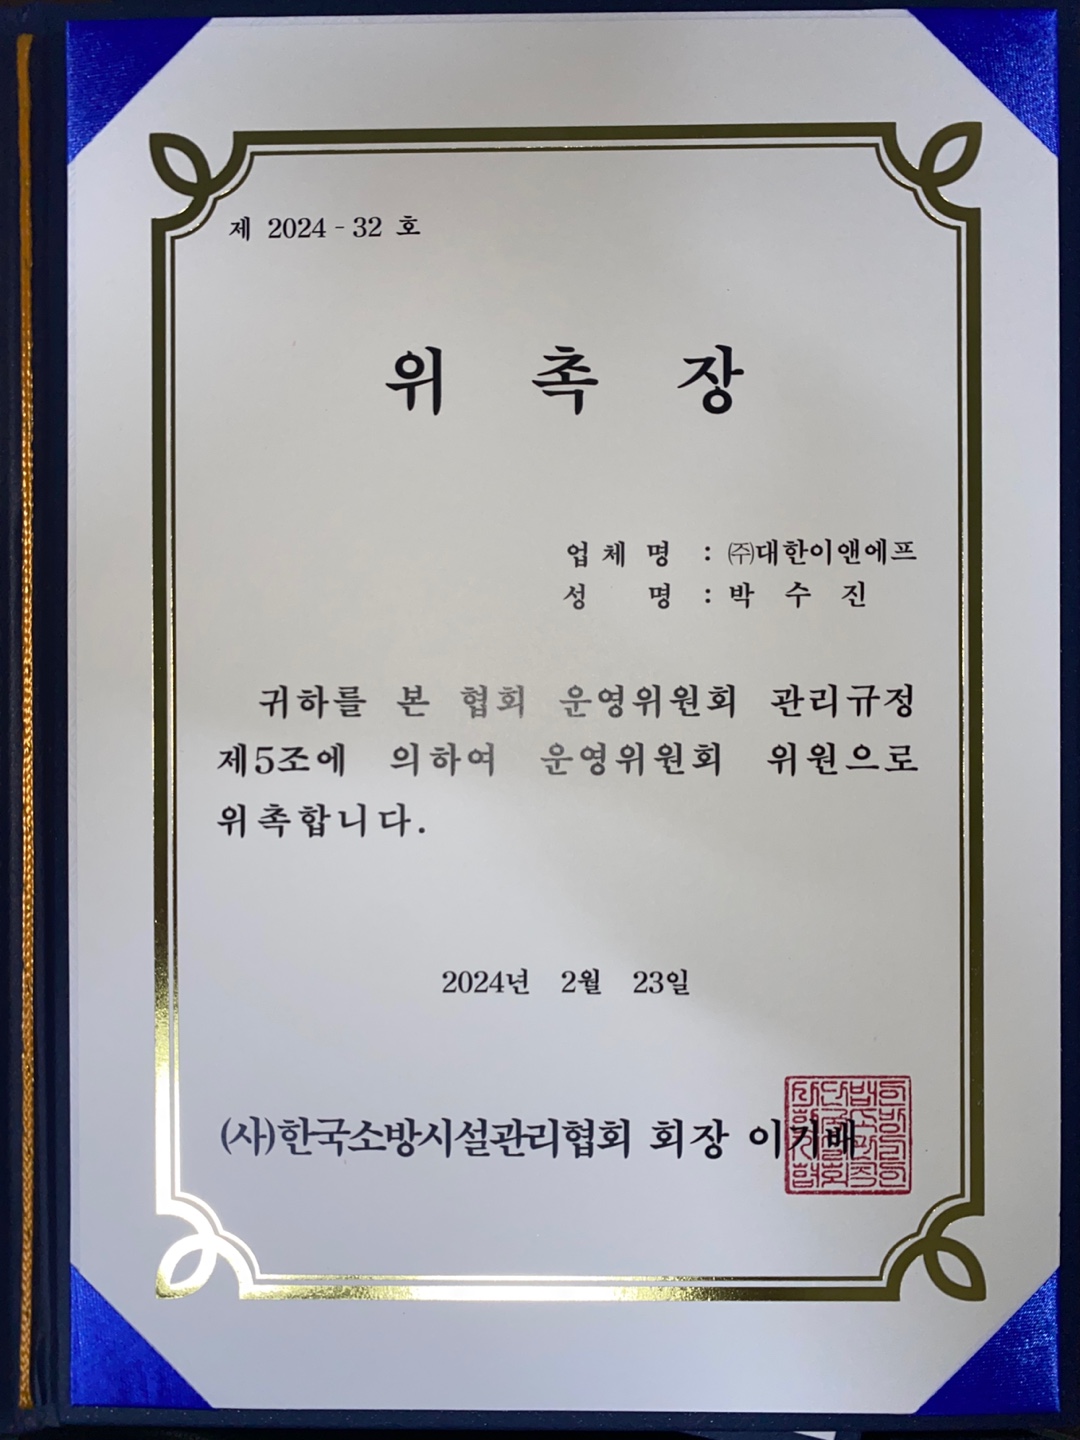 제 2024 - 32 호
위 촉 장
업 체 명 : ㈜대한이앤에프
성 명 : 박 수 진
귀하를 본 협회 운영위원회 관리규정
제5조에 의하여 운영위원회 위원으로
위촉합니다.
2024년 2월 23일
(사)한국소방시설관리협회 회장 이기배